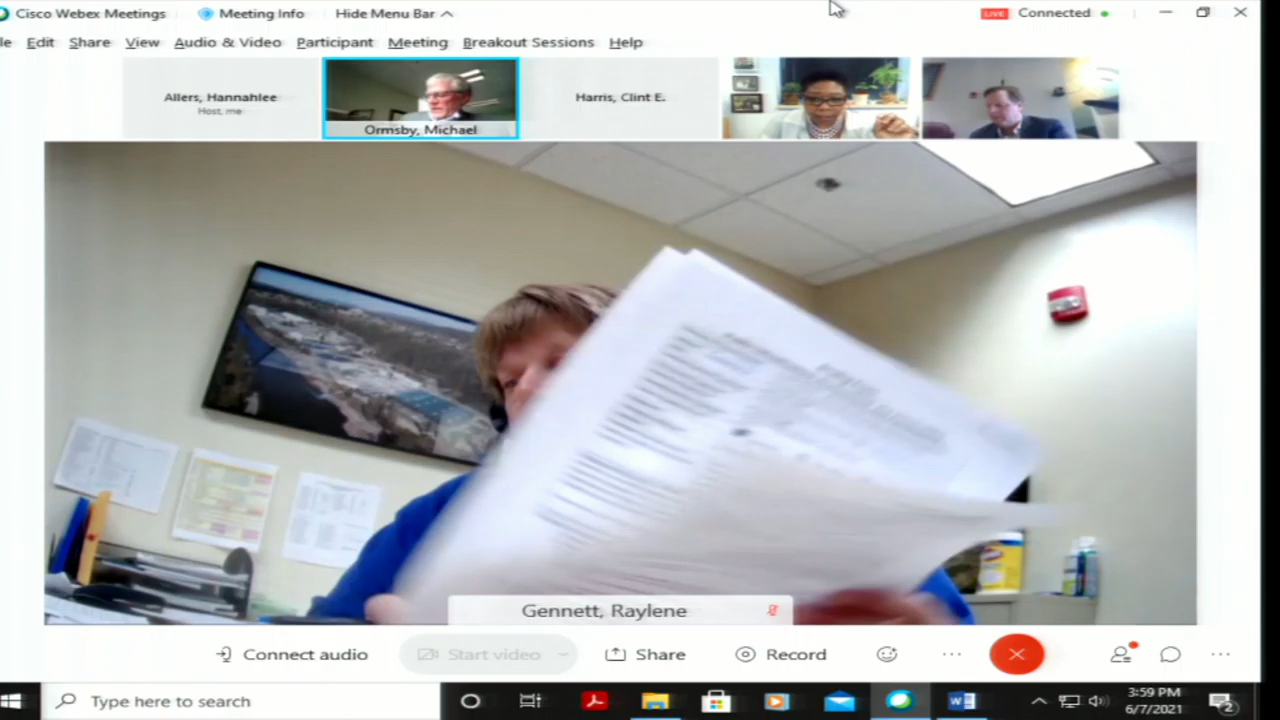 Cisco Webex Meetings Meeting Info Hide Menu Bar LIVE Connected
le Edit Share View Audio & Video Participant Meeting Breakout Sessions Help
Allers, Hannahlee
Host, me
Ormsby, Michael
Harris, Clint E.
Gennett, Raylene
Connect audio Start video Share Record
Type here to search
3:59 PM
6/7/2021
2